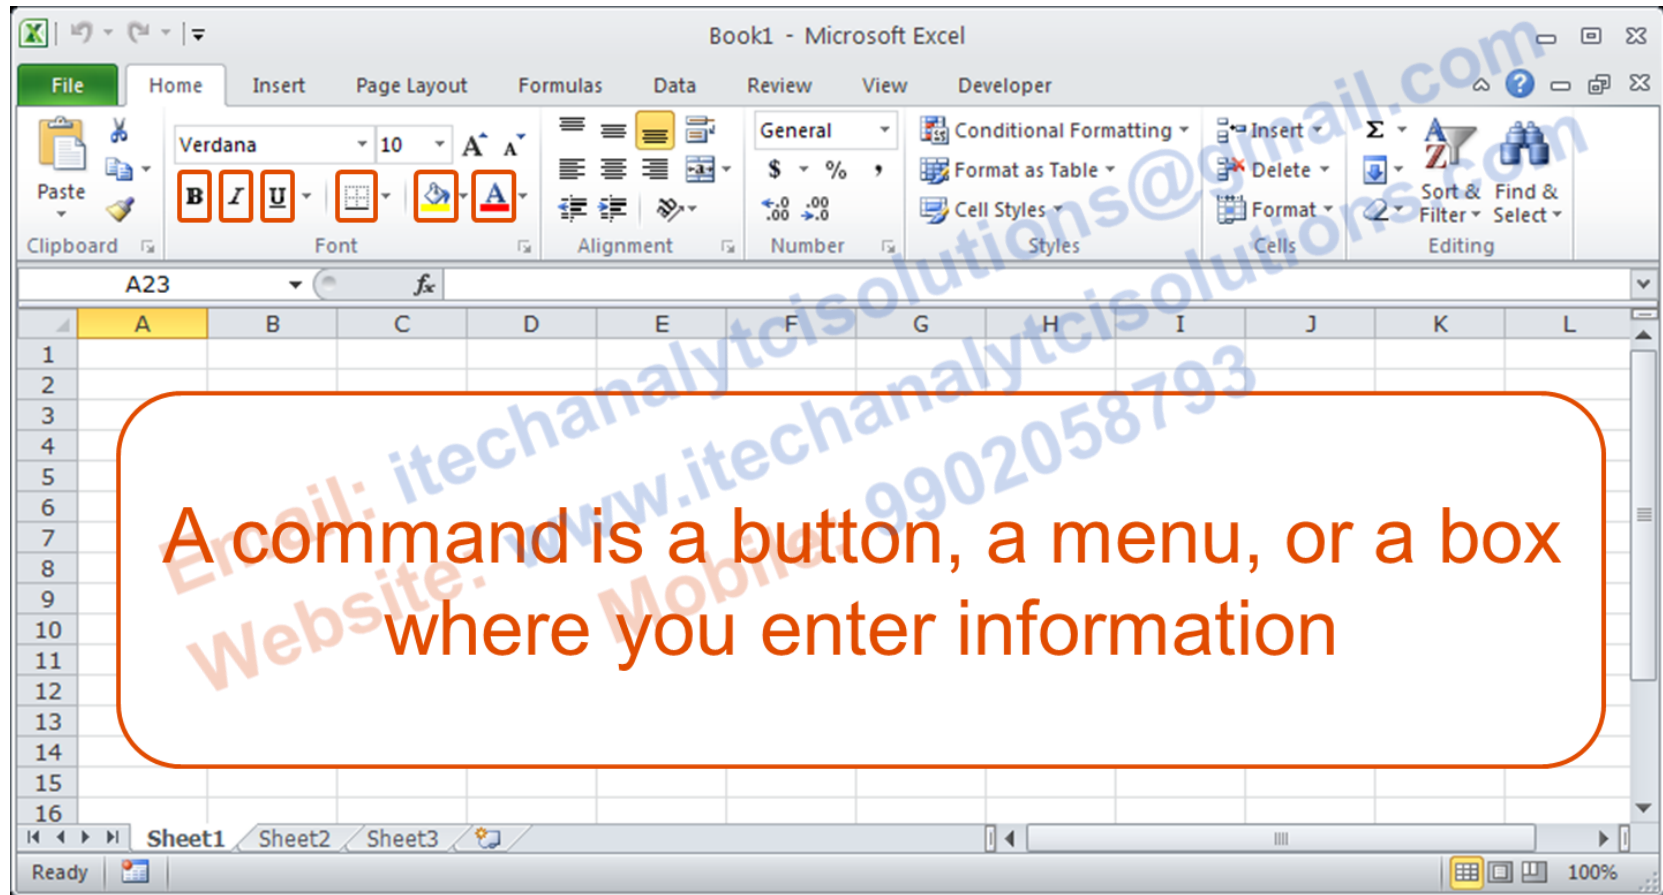 Book1 - Microsoft Excel
File Home Insert Page Layout Formulas Data Review View Developer
Verdana 10 General Conditional Formatting Insert Σ
$ % , Format as Table Delete
Paste B I U A Cell Styles Format Sort & Filter Find & Select
Clipboard Font Alignment Number Styles Cells Editing
A23 fx
A B C D E F G H I J K L
1
2
3
4
5
6
7
8
9
10
11
12
13
14
15
16
A command is a button, a menu, or a box
where you enter information
Email: itechanalytcisolutions@gmail.com
Website: www.itechanalytcisolutions.com
Mobile: 9902058793
Sheet1 Sheet2 Sheet3
Ready 100%